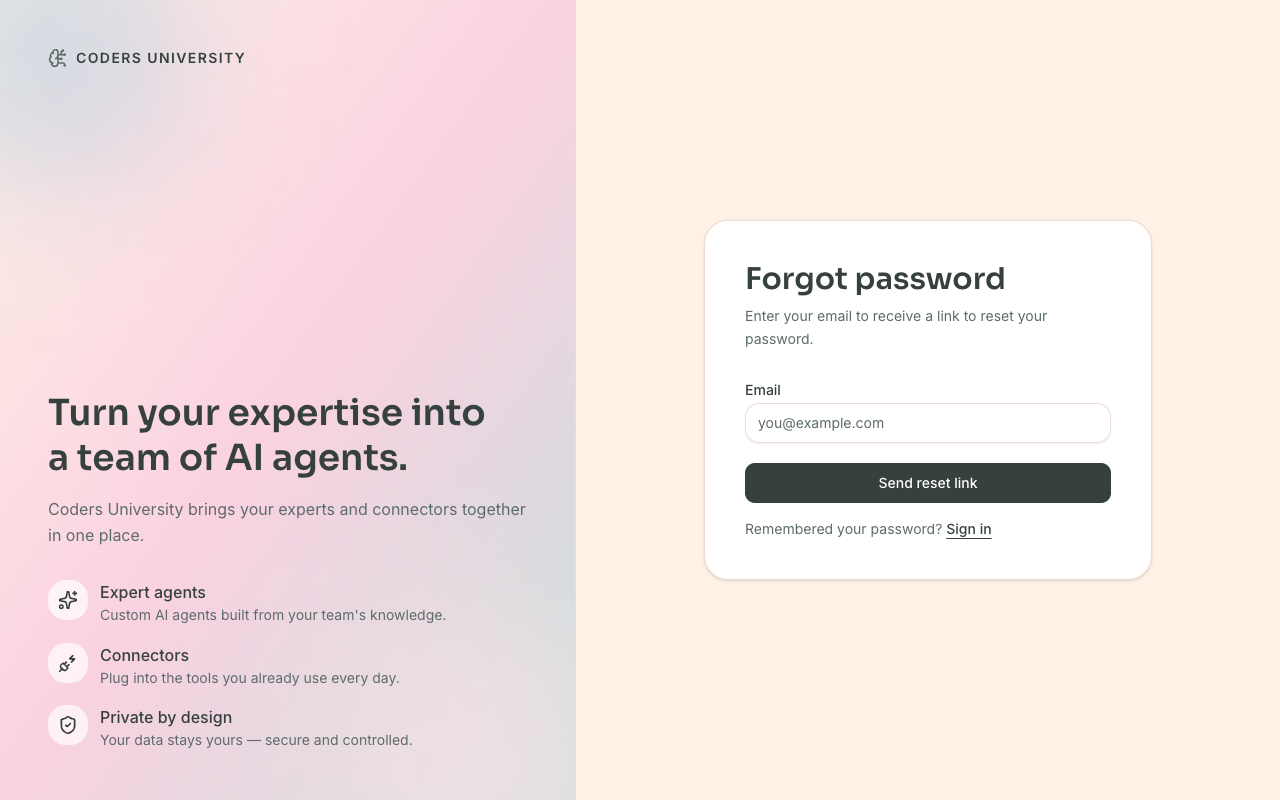 CODERS UNIVERSITY
Turn your expertise into
a team of AI agents.
Coders University brings your experts and connectors together
in one place.
Expert agents
Custom AI agents built from your team's knowledge.
Connectors
Plug into the tools you already use every day.
Private by design
Your data stays yours — secure and controlled.
Forgot password
Enter your email to receive a link to reset your
password.
Email
you@example.com
Send reset link
Remembered your password? Sign in